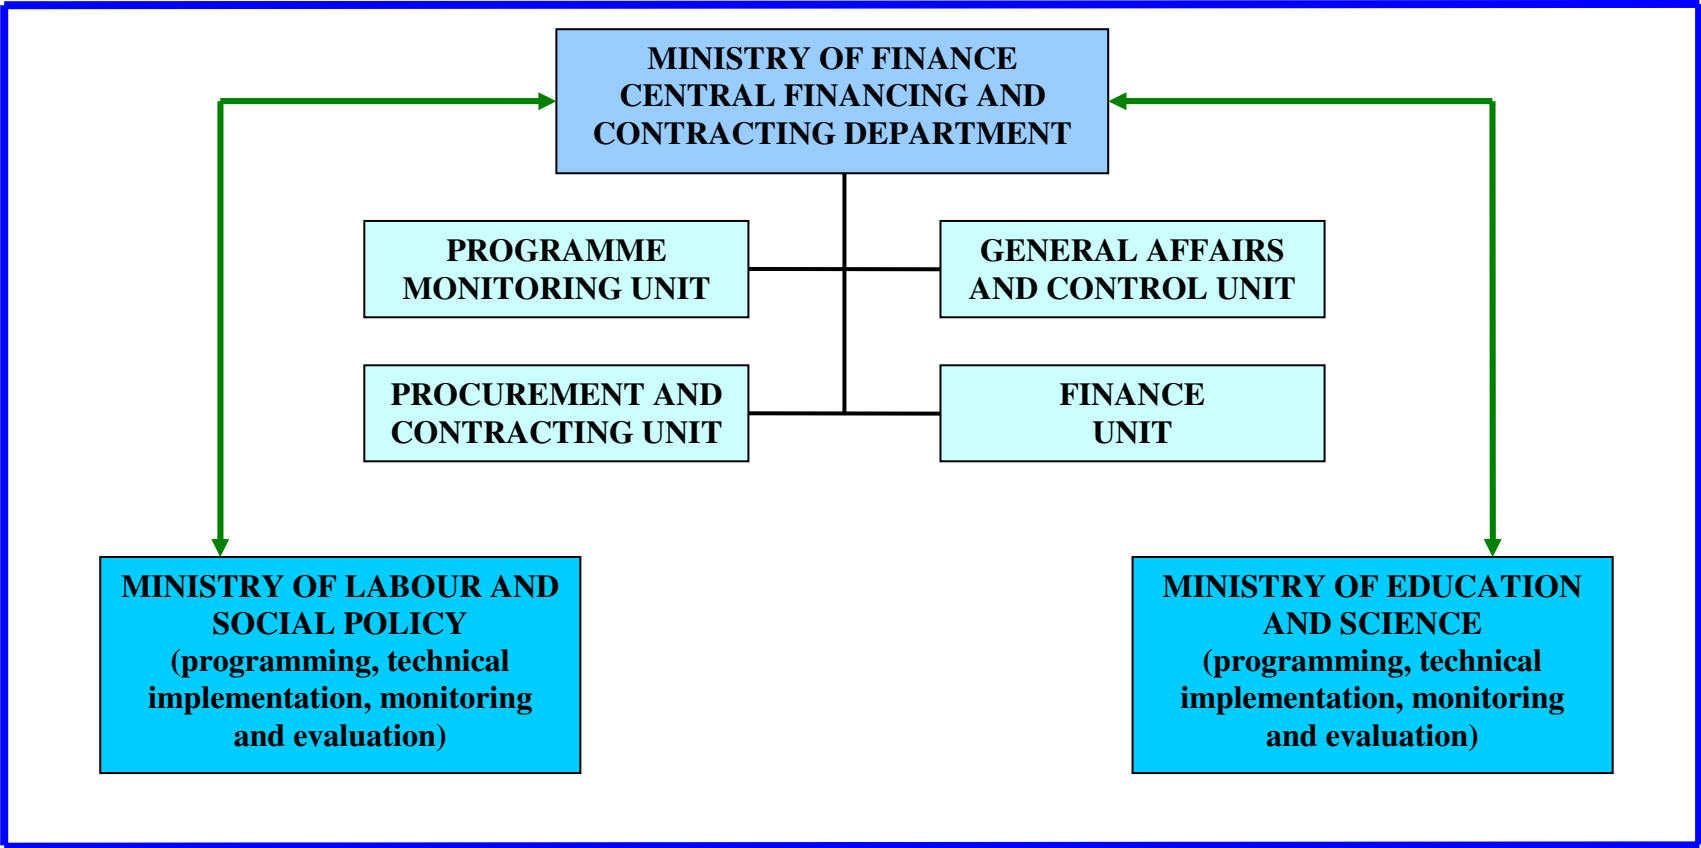 MINISTRY OF FINANCE
CENTRAL FINANCING AND
CONTRACTING DEPARTMENT
PROGRAMME
MONITORING UNIT
GENERAL AFFAIRS
AND CONTROL UNIT
PROCUREMENT AND
CONTRACTING UNIT
FINANCE
UNIT
MINISTRY OF LABOUR AND
SOCIAL POLICY
(programming, technical
implementation, monitoring
and evaluation)
MINISTRY OF EDUCATION
AND SCIENCE
(programming, technical
implementation, monitoring
and evaluation)